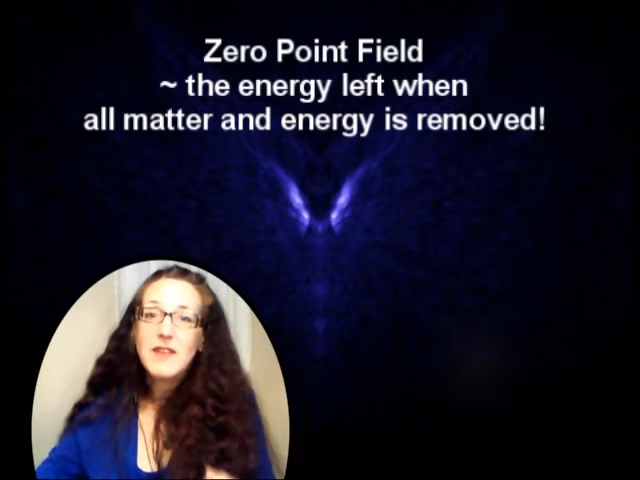 Zero Point Field
~ the energy left when
all matter and energy is removed!